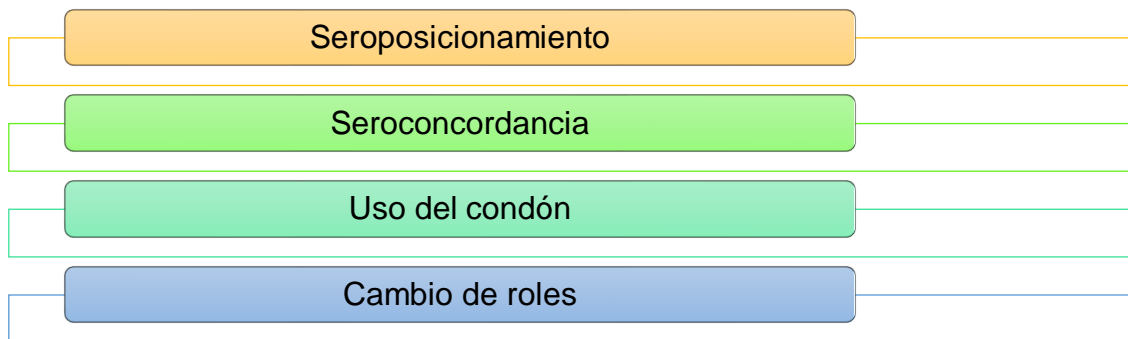 Seroposicionamiento
Seroconcordancia
Uso del condón
Cambio de roles